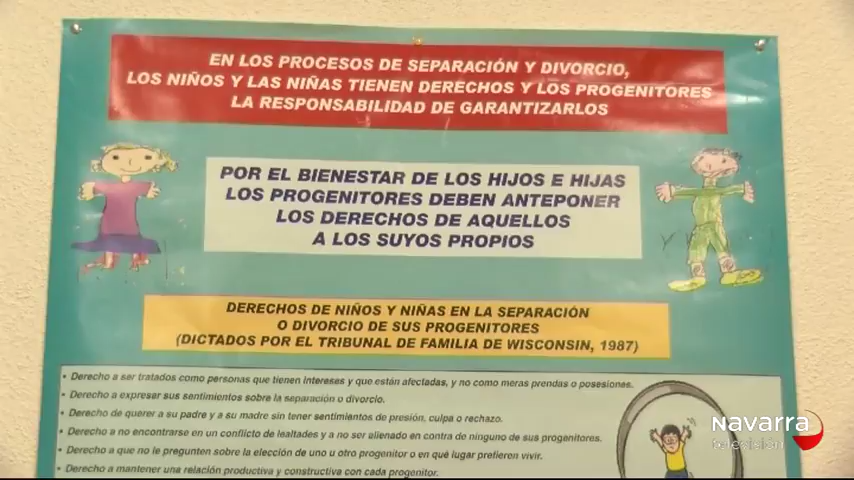 EN LOS PROCESOS DE SEPARACIÓN Y DIVORCIO,
LOS NIÑOS Y LAS NIÑAS TIENEN DERECHOS Y LOS PROGENITORES
LA RESPONSABILIDAD DE GARANTIZARLOS
POR EL BIENESTAR DE LOS HIJOS E HIJAS
LOS PROGENITORES DEBEN ANTEPONER
LOS DERECHOS DE AQUELLOS
A LOS SUYOS PROPIOS
DERECHOS DE NIÑOS Y NIÑAS EN LA SEPARACIÓN
O DIVORCIO DE SUS PROGENITORES
(DICTADOS POR EL TRIBUNAL DE FAMILIA DE WISCONSIN, 1987)
• Derecho a ser tratados como personas que tienen intereses y que están afectadas, y no como meras prendas o posesiones.
• Derecho a expresar sus sentimientos sobre la separación o divorcio.
• Derecho de querer a su padre y a su madre sin tener sentimientos de presión, culpa o rechazo.
• Derecho a no encontrarse en un conflicto de lealtades y a no ser alienado en contra de ninguno de sus progenitores.
• Derecho a que no le pregunten sobre la elección de uno u otro progenitor o en qué lugar prefieren vivir.
• Derecho a mantener una relación productiva y constructiva con cada progenitor.
navarra
televisión